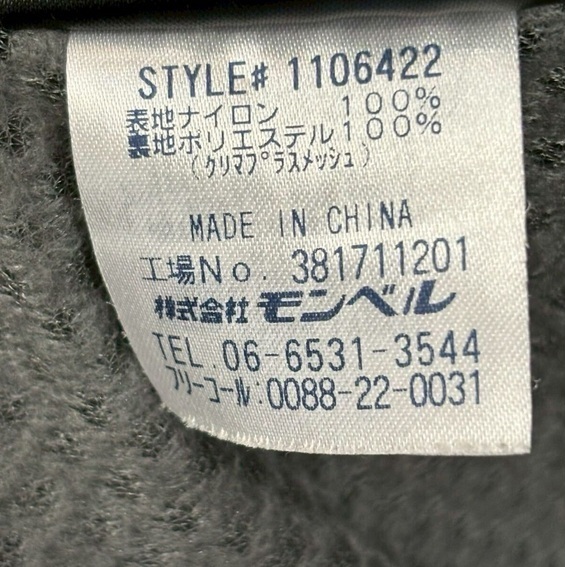 STYLE# 1106422
表地ナイロン 100%
裏地ポリエステル100%
(クリマプラスメッシュ)
MADE IN CHINA
工場No. 381711201
株式会社モンベル
TEL.06-6531-3544
フリーコール:0088-22-0031